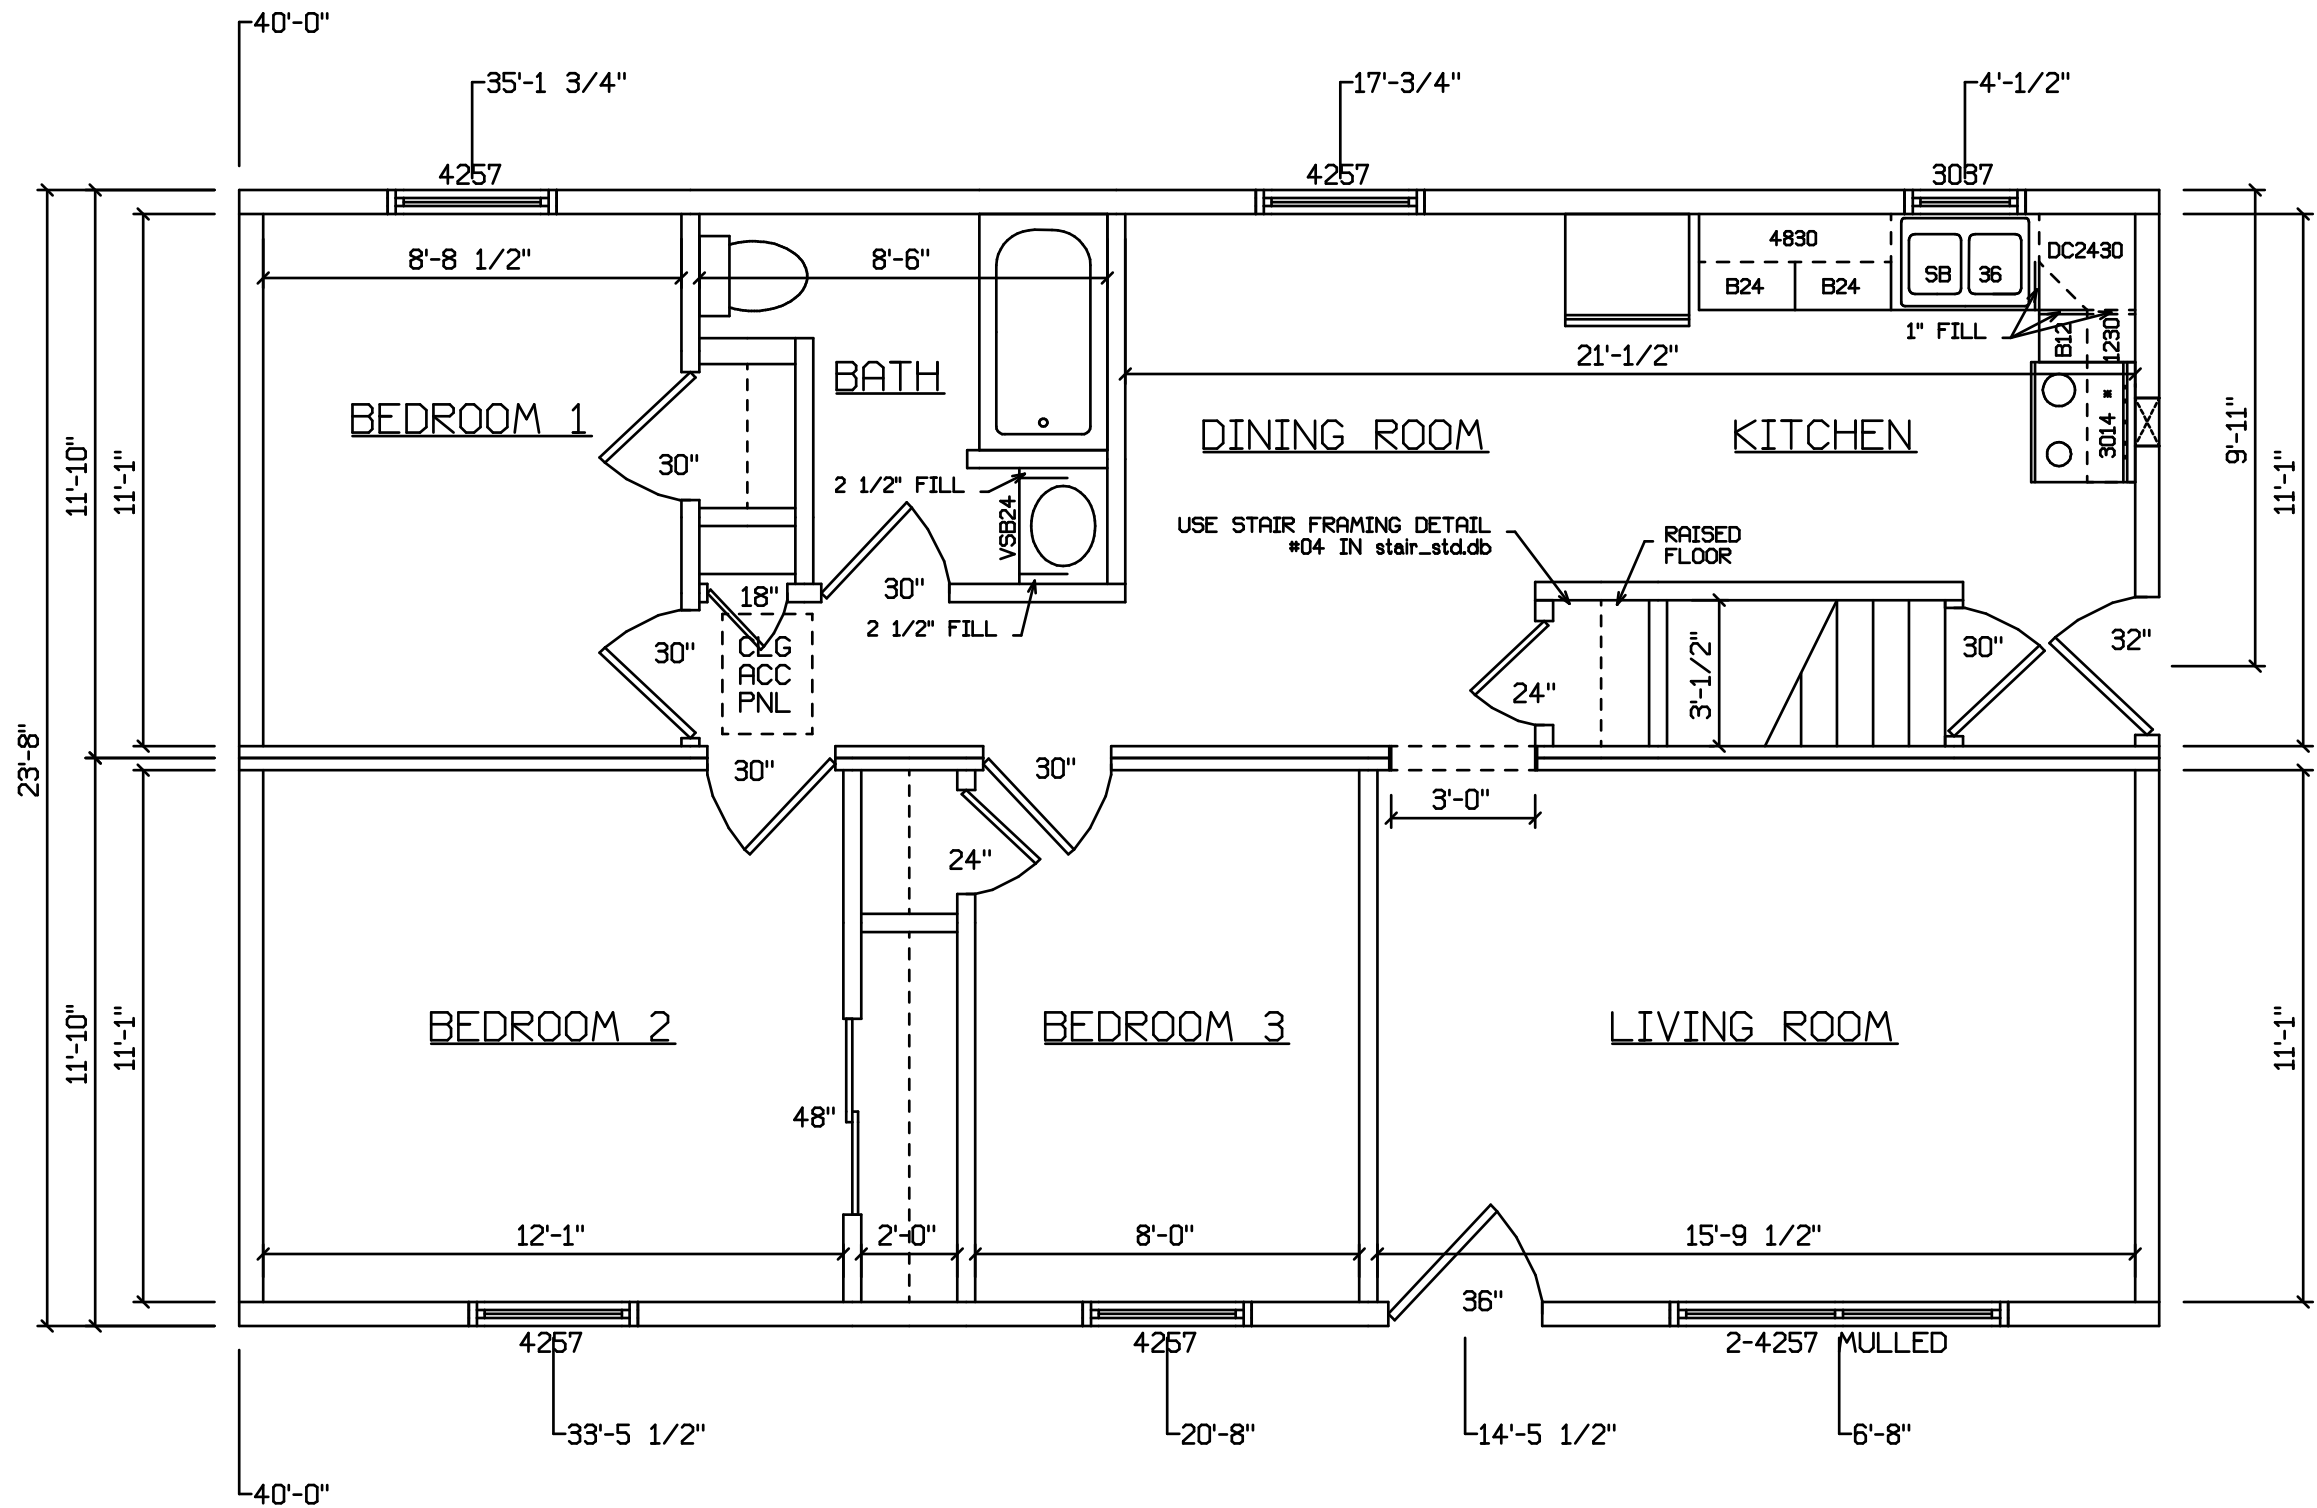 40'-0"
35'-1 3/4"
17'-3/4"
4'-1/2"
4257
4257
3037
8'-8 1/2"
8'-6"
4830
DC2430
B24
B24
SB
36
1" FILL
B12
1230
21'-1/2"
BATH
BEDROOM 1
DINING ROOM
KITCHEN
3014 *
9'-11"
30"
11'-10"
11'-1"
11'-1"
2 1/2" FILL
VSB24
USE STAIR FRAMING DETAIL
#04 IN stair_std.db
RAISED
FLOOR
18"
30"
2 1/2" FILL
30"
CLG
ACC
PNL
24"
3'-1/2"
30"
32"
23'-8"
30"
30"
3'-0"
24"
BEDROOM 2
BEDROOM 3
LIVING ROOM
11'-10"
11'-1"
11'-1"
48"
12'-1"
2'-0"
8'-0"
15'-9 1/2"
36"
4257
4257
2-4257 MULLED
33'-5 1/2"
20'-8"
14'-5 1/2"
6'-8"
40'-0"